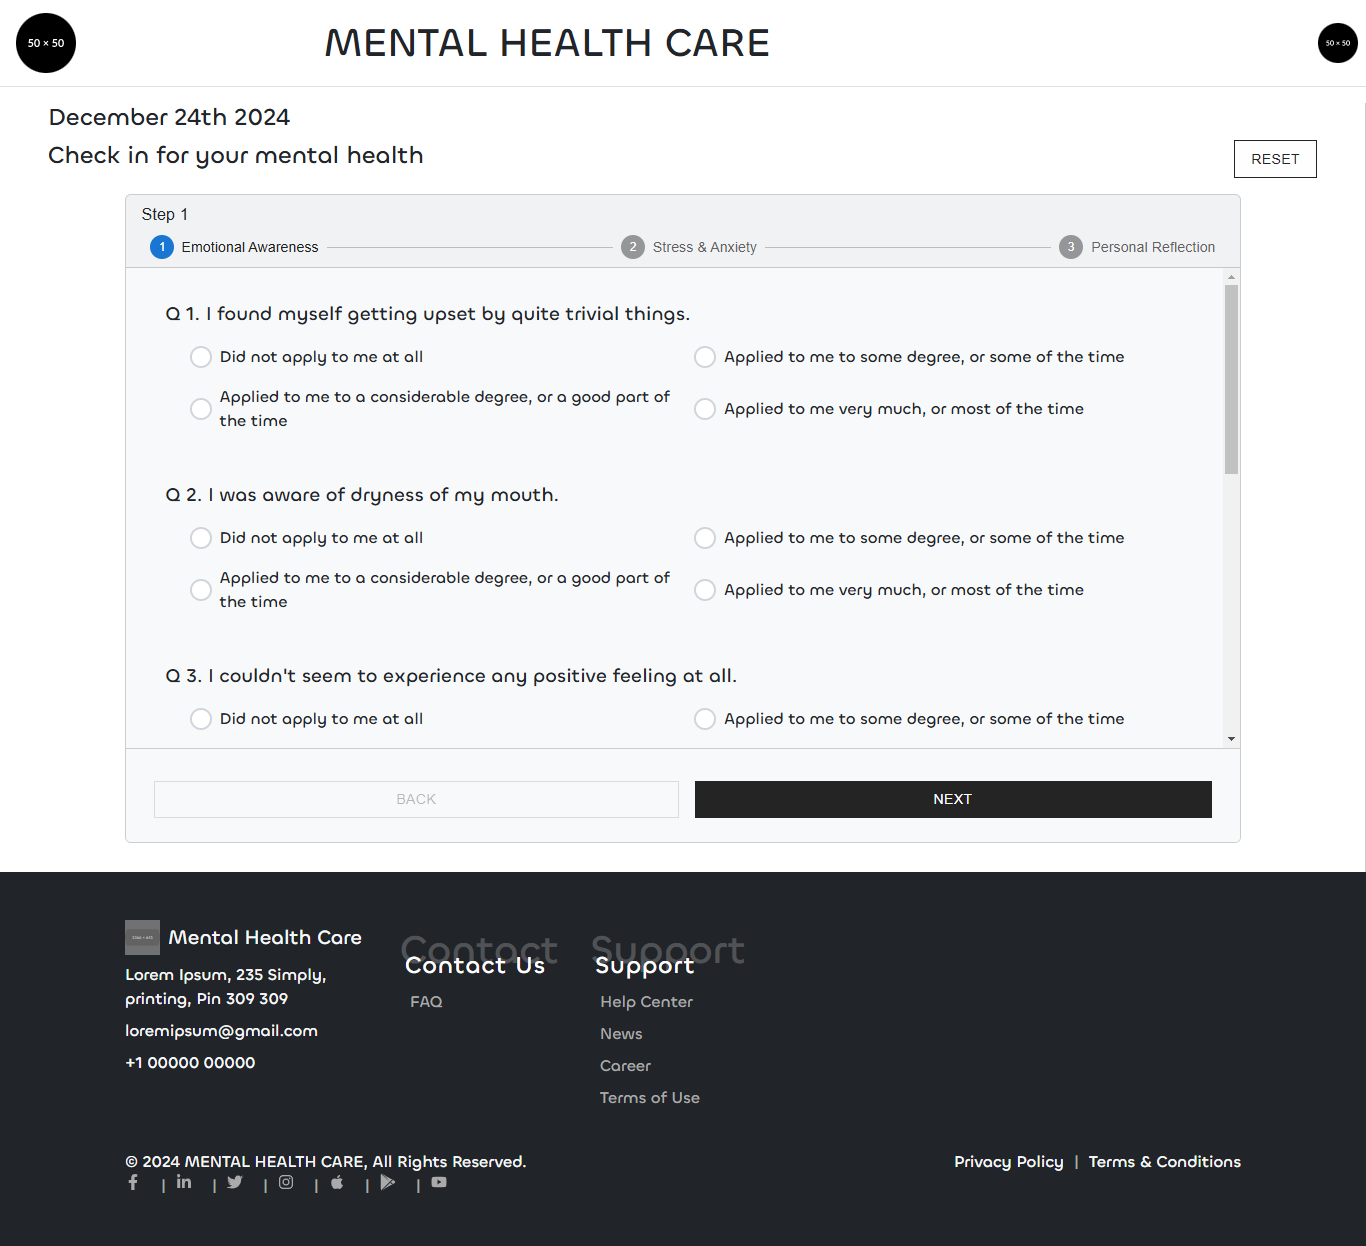 50 × 50
MENTAL HEALTH CARE
50 × 50
December 24th 2024
Check in for your mental health
RESET
Step 1
1 Emotional Awareness
2 Stress & Anxiety
3 Personal Reflection
Q 1. I found myself getting upset by quite trivial things.
Did not apply to me at all
Applied to me to some degree, or some of the time
Applied to me to a considerable degree, or a good part of
the time
Applied to me very much, or most of the time
Q 2. I was aware of dryness of my mouth.
Did not apply to me at all
Applied to me to some degree, or some of the time
Applied to me to a considerable degree, or a good part of
the time
Applied to me very much, or most of the time
Q 3. I couldn't seem to experience any positive feeling at all.
Did not apply to me at all
Applied to me to some degree, or some of the time
BACK
NEXT
Mental Health Care
Lorem Ipsum, 235 Simply,
printing, Pin 309 309
loremipsum@gmail.com
+1 00000 00000
Contact
Contact Us
FAQ
Support
Support
Help Center
News
Career
Terms of Use
© 2024 MENTAL HEALTH CARE, All Rights Reserved.
Privacy Policy | Terms & Conditions